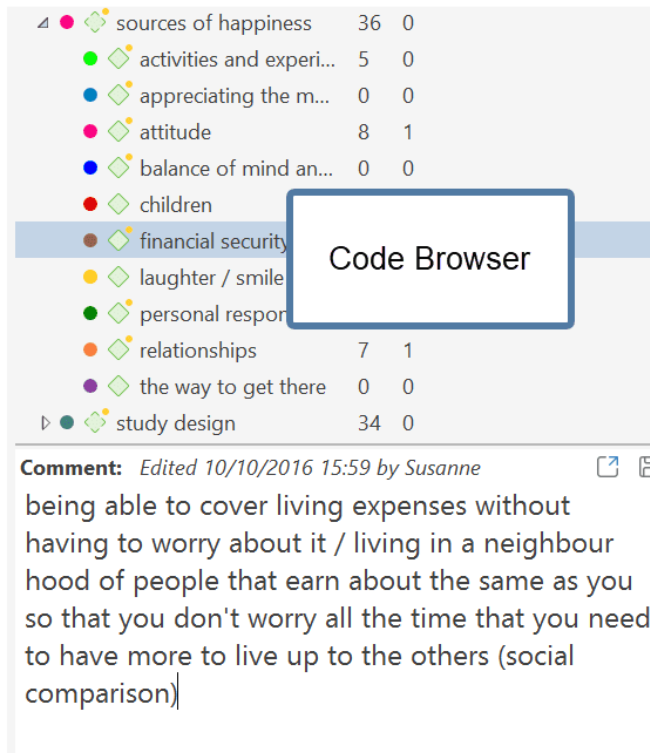 sources of happiness 36 0
activities and experi... 5 0
appreciating the m... 0 0
attitude 8 1
balance of mind an... 0 0
children
financial security
laughter / smile
personal respon
relationships 7 1
the way to get there 0 0
study design 34 0
Code Browser
Comment: Edited 10/10/2016 15:59 by Susanne
being able to cover living expenses without
having to worry about it / living in a neighbour
hood of people that earn about the same as you
so that you don't worry all the time that you need
to have more to live up to the others (social
comparison)